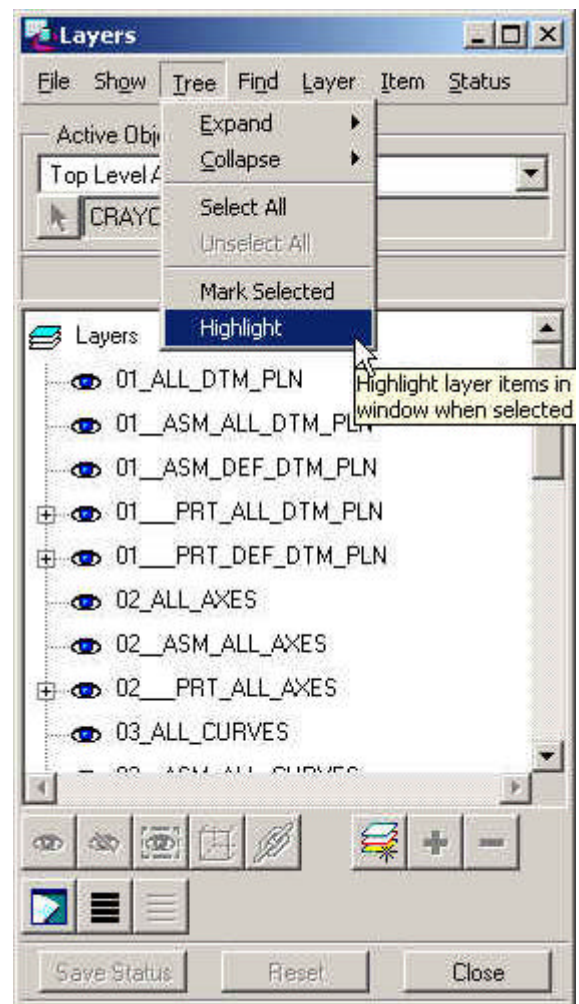 Layers
File Show Tree Find Layer Item Status
Active Obj
Expand
Collapse
Top Level A
Select All
CRAYO
Unselect All
Mark Selected
Highlight
Layers
Highlight layer items in
window when selected
01_ALL_DTM_PLN
01__ASM_ALL_DTM_PLN
01__ASM_DEF_DTM_PLN
01___PRT_ALL_DTM_PLN
01___PRT_DEF_DTM_PLN
02_ALL_AXES
02__ASM_ALL_AXES
02___PRT_ALL_AXES
03_ALL_CURVES
03__ASM_ALL_CURVES
Save Status Reset Close